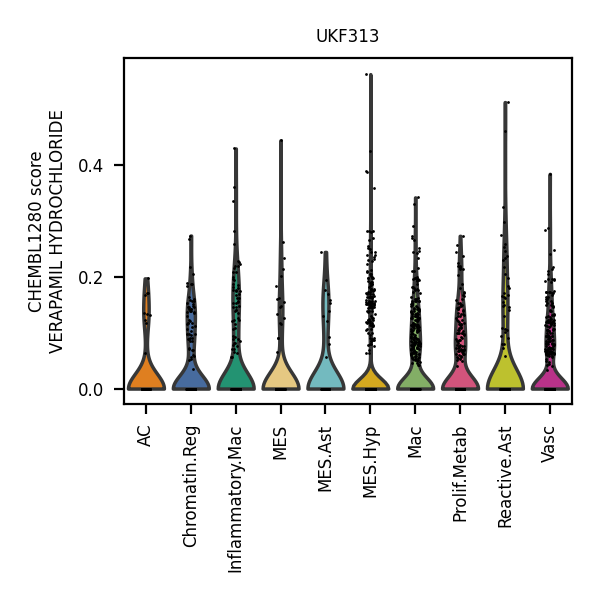 UKF313
CHEMBL1280 score
VERAPAMIL HYDROCHLORIDE
0.4
0.2
0.0
AC
Chromatin.Reg
Inflammatory.Mac
MES
MES.Ast
MES.Hyp
Mac
Prolif.Metab
Reactive.Ast
Vasc